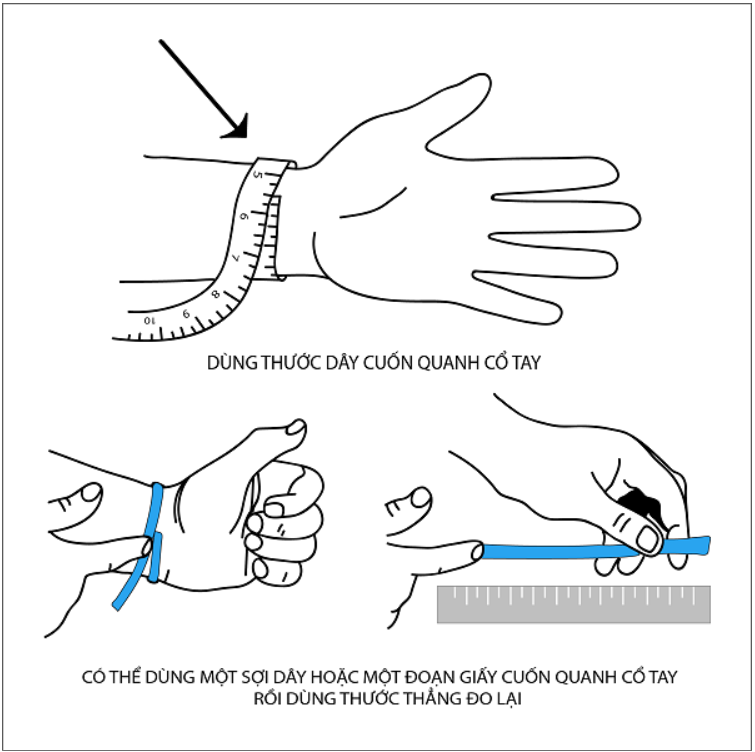 5
6
7
8
9
10
DÙNG THƯỚC DÂY CUỐN QUANH CỔ TAY
CÓ THỂ DÙNG MỘT SỢI DÂY HOẶC MỘT ĐOẠN GIẤY CUỐN QUANH CỔ TAY
RỒI DÙNG THƯỚC THẲNG ĐO LẠI